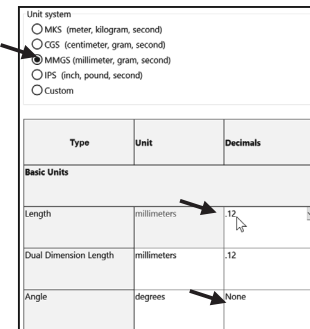 Unit system
MKS (meter, kilogram, second)
CGS (centimeter, gram, second)
MMGS (millimeter, gram, second)
IPS (inch, pound, second)
Custom
Type Unit Decimals
Basic Units
Length millimeters .12
Dual Dimension Length millimeters .12
Angle degrees None